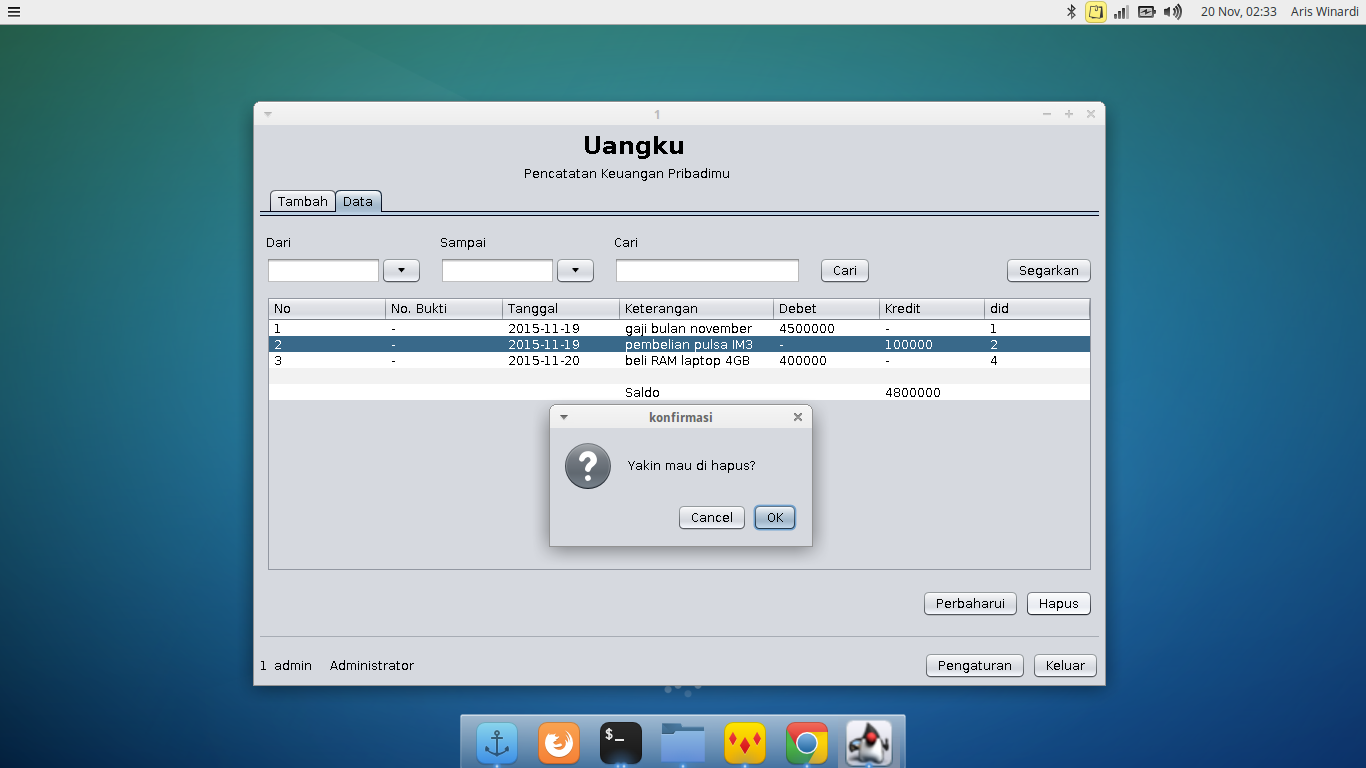 20 Nov, 02:33 Aris Winardi
1
Uangku
Pencatatan Keuangan Pribadimu
Tambah Data
Dari Sampai Cari
Cari Segarkan
No No. Bukti Tanggal Keterangan Debet Kredit did
1 - 2015-11-19 gaji bulan november 4500000 - 1
2 - 2015-11-19 pembelian pulsa IM3 - 100000 2
3 - 2015-11-20 beli RAM laptop 4GB 400000 - 4
Saldo 4800000
konfirmasi
?
Yakin mau di hapus?
Cancel OK
Perbaharui Hapus
1 admin Administrator Pengaturan Keluar
$_